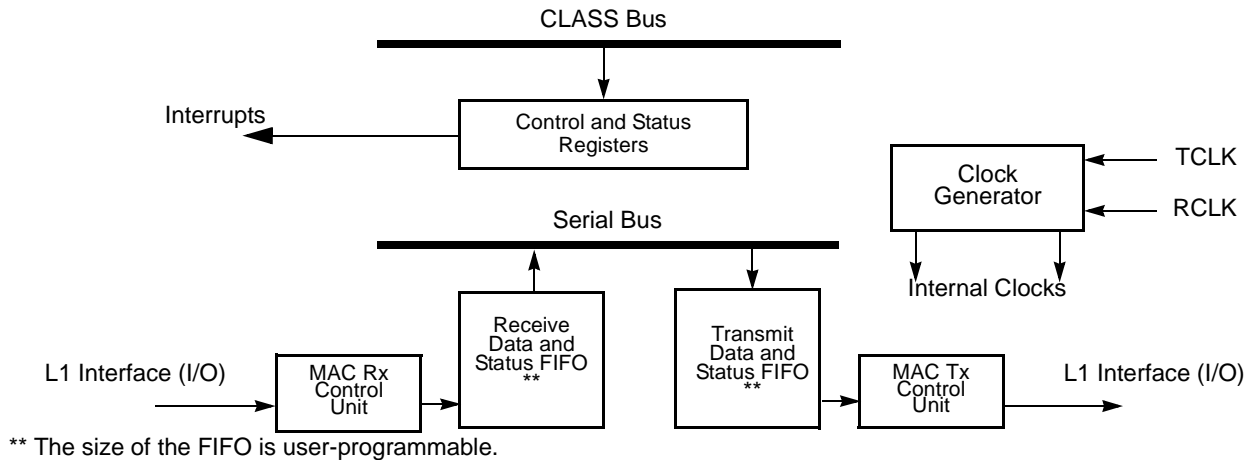 CLASS Bus
Interrupts
Control and Status
Registers
Clock
Generator
TCLK
RCLK
Serial Bus
Internal Clocks
Receive
Data and
Status FIFO
**
Transmit
Data and
Status FIFO
**
L1 Interface (I/O)
MAC Rx
Control
Unit
MAC Tx
Control
Unit
L1 Interface (I/O)
** The size of the FIFO is user-programmable.